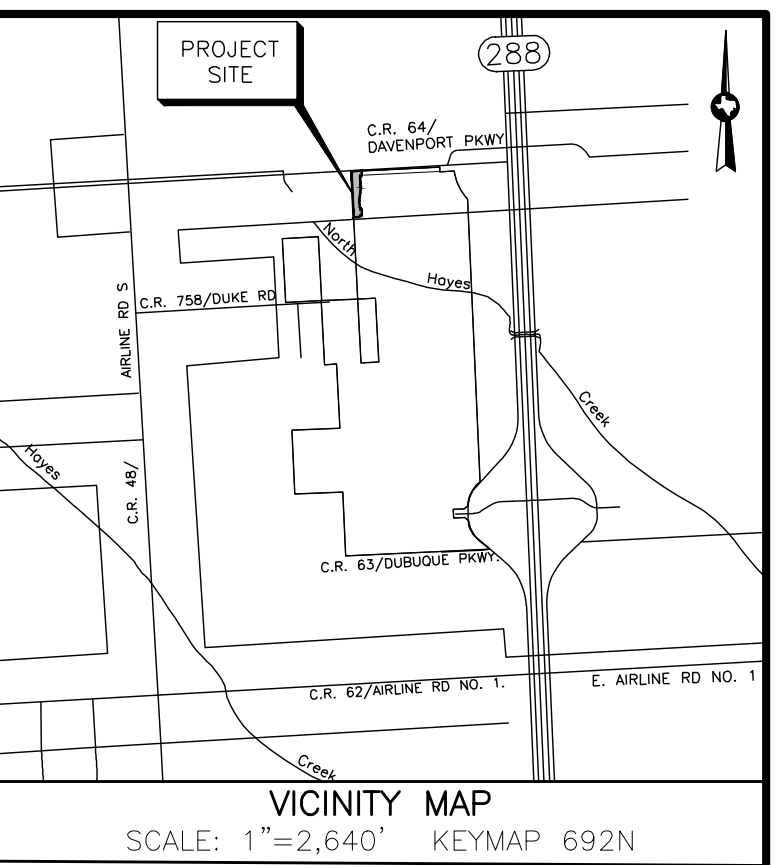 PROJECT
SITE
288
C.R. 64/
DAVENPORT PKWY
North
Hayes
C.R. 758/DUKE RD
AIRLINE RD S
C.R. 48/
Creek
Hayes
C.R. 63/DUBUQUE PKWY.
C.R. 62/AIRLINE RD NO. 1.
E. AIRLINE RD NO. 1
Creek
VICINITY MAP
SCALE: 1"=2,640' KEYMAP 692N